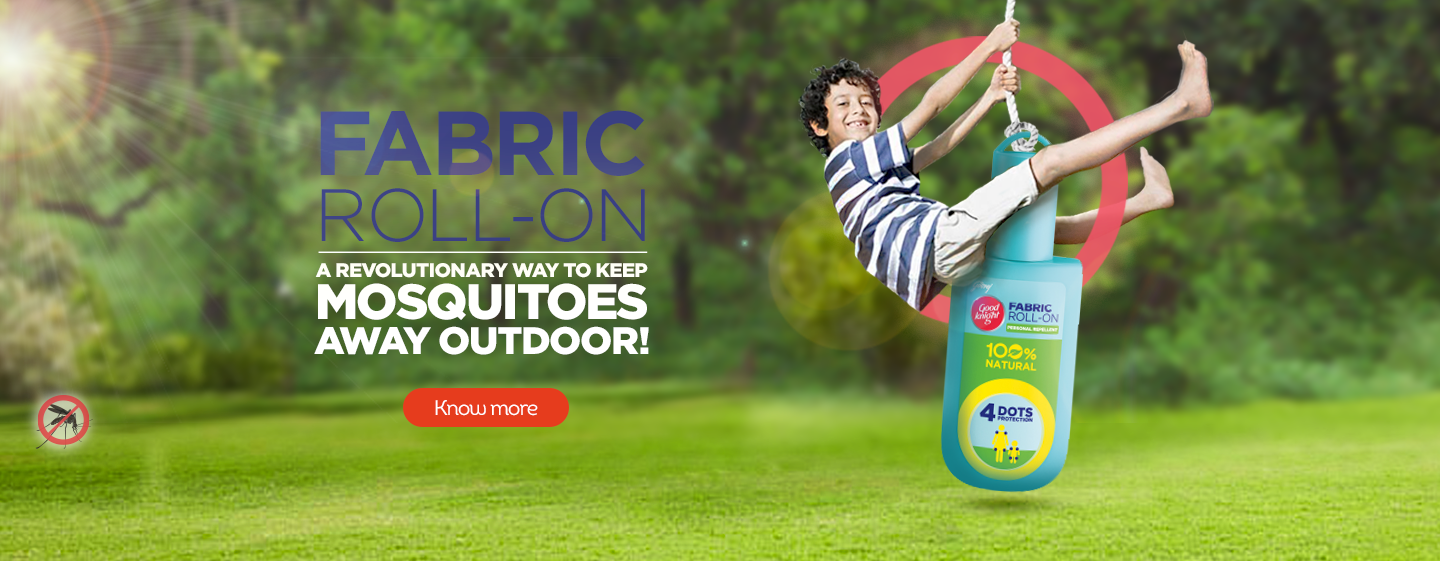 FABRIC
ROLL-ON
A REVOLUTIONARY WAY TO KEEP
MOSQUITOES
AWAY OUTDOOR!
Know more
Good
knight
FABRIC
ROLL-ON
PERSONAL REPELLENT
100%
NATURAL
4 DOTS
PROTECTION